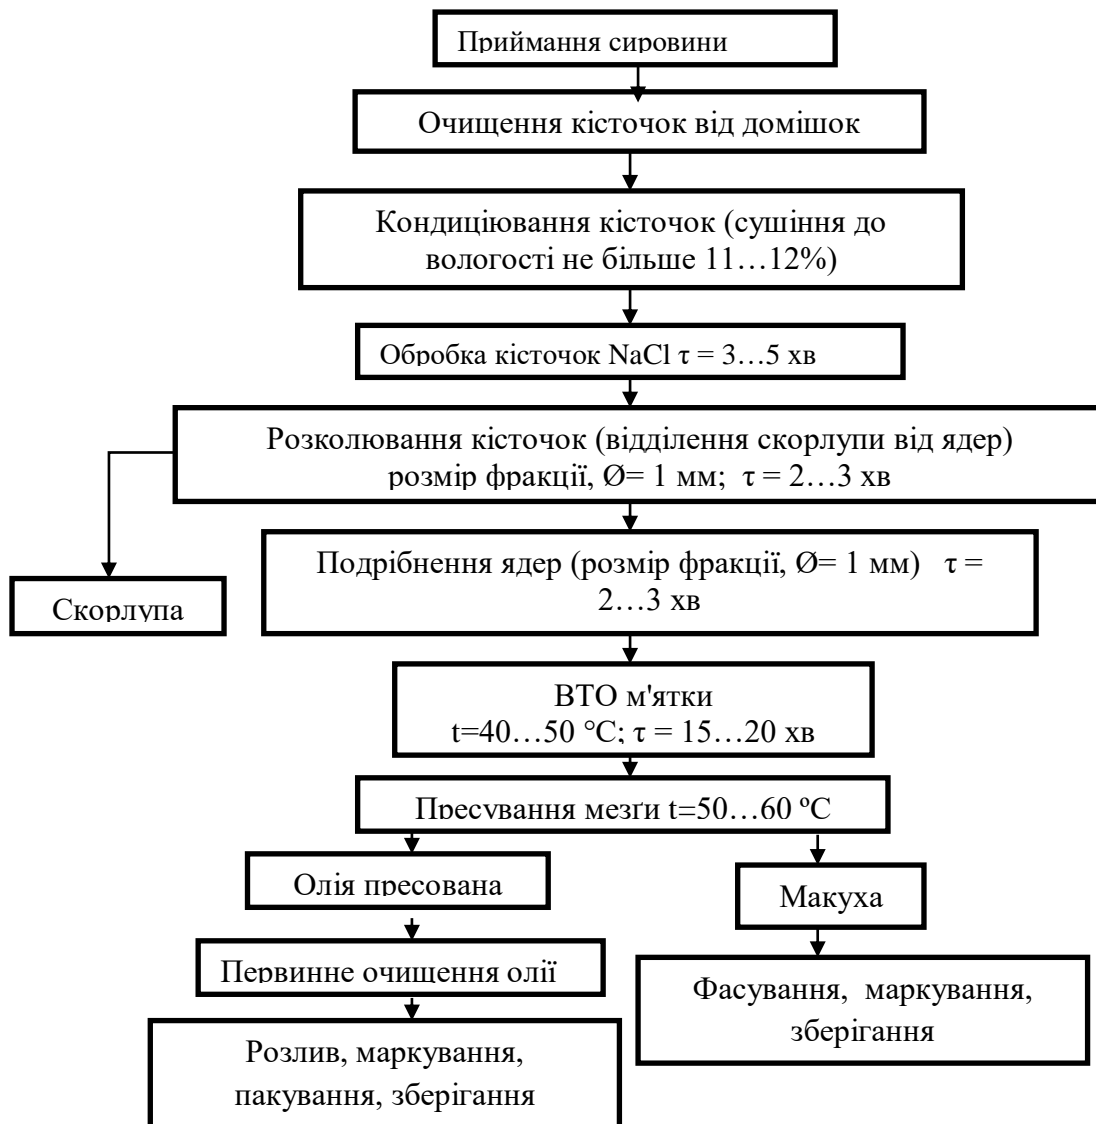 Приймання сировини
Очищення кісточок від домішок
Кондиціювання кісточок (сушіння до
вологості не більше 11…12%)
Обробка кісточок NaCl τ = 3…5 хв
Розколювання кісточок (відділення скорлупи від ядер)
розмір фракції, Ø= 1 мм; τ = 2…3 хв
Скорлупа
Подрібнення ядер (розмір фракції, Ø= 1 мм) τ =
2…3 хв
ВТО м'ятки
t=40…50 °C; τ = 15…20 хв
Пресування мезги t=50…60 ºC
Олія пресована
Макуха
Первинне очищення олії
Фасування, маркування,
зберігання
Розлив, маркування,
пакування, зберігання